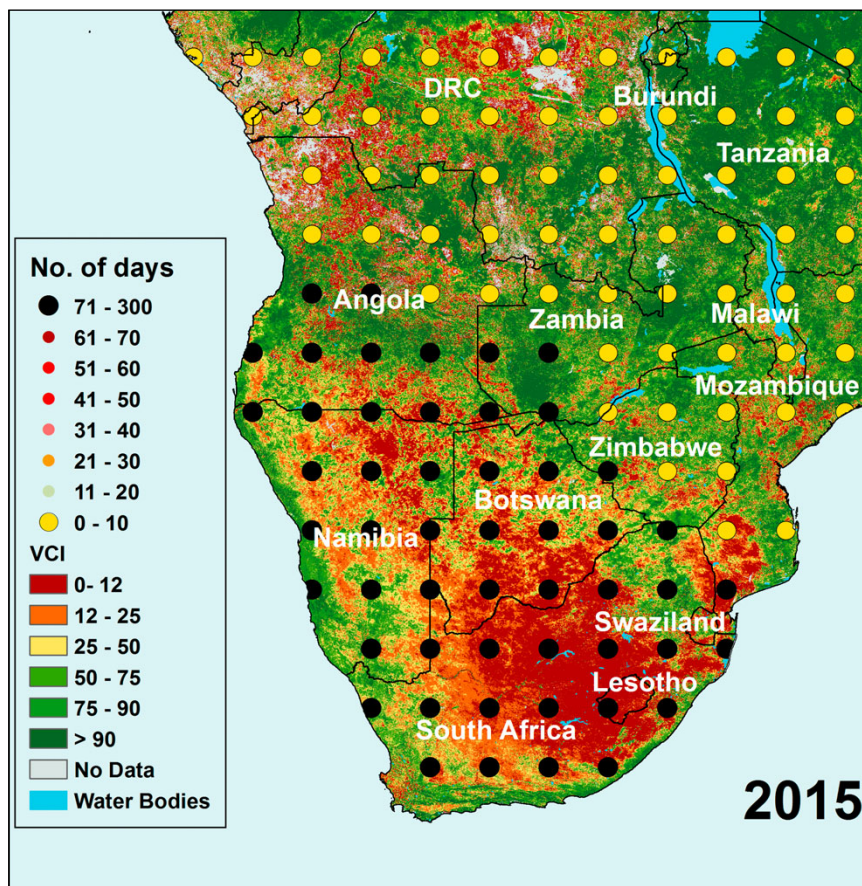 DRC
Burundi
Tanzania
No. of days
71 - 300
61 - 70
51 - 60
41 - 50
31 - 40
21 - 30
11 - 20
0 - 10
VCI
0- 12
12 - 25
25 - 50
50 - 75
75 - 90
> 90
No Data
Water Bodies
Angola
Zambia
Malawi
Mozambique
Zimbabwe
Botswana
Namibia
Swaziland
Lesotho
South Africa
2015